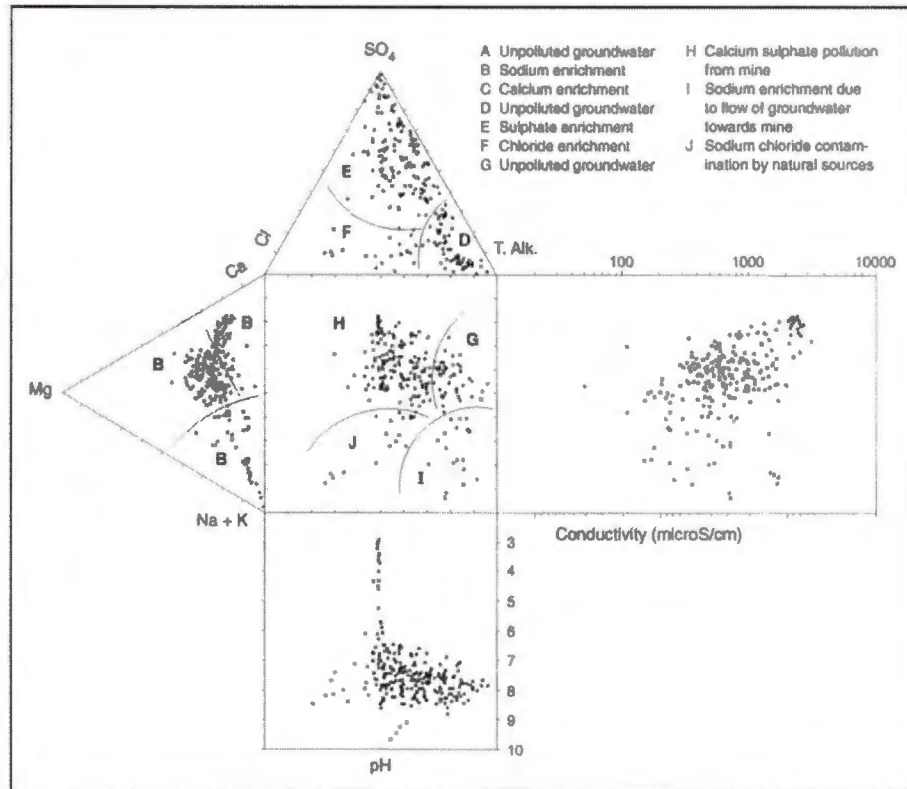 SO₄
A Unpolluted groundwater
B Sodium enrichment
C Calcium enrichment
D Unpolluted groundwater
E Sulphate enrichment
F Chloride enrichment
G Unpolluted groundwater
H Calcium sulphate pollution
from mine
I Sodium enrichment due
to flow of groundwater
towards mine
J Sodium chloride contam-
ination by natural sources
E
F
D
Cl
T. Alk.
Ca
100
1000
10000
B
B
H
G
Mg
J
B
I
Na + K
Conductivity (microS/cm)
3
4
5
6
7
8
9
10
pH